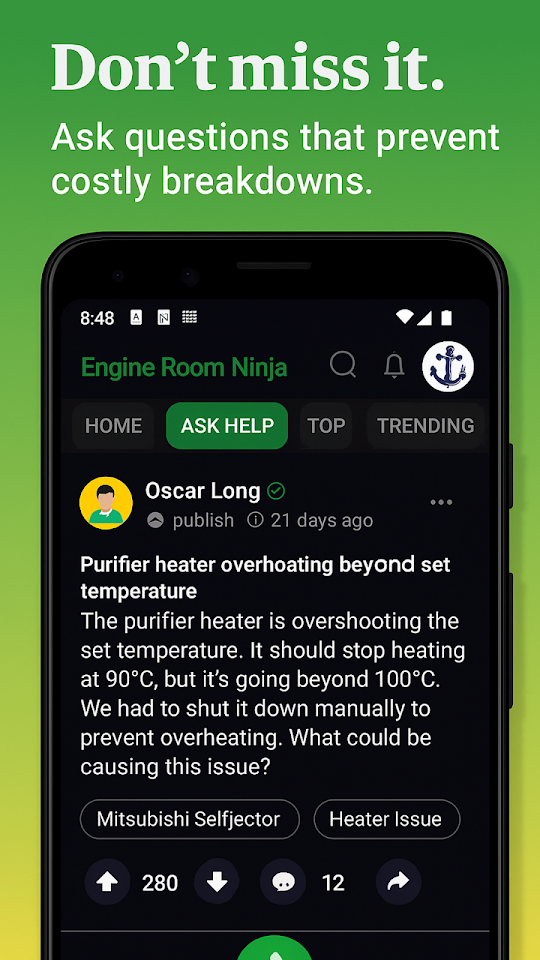 Don't miss it.
Ask questions that prevent
costly breakdowns.
8:48
Engine Room Ninja
HOME
ASK HELP
TOP
TRENDING
Oscar Long
publish
21 days ago
Purifier heater overhoating beyond set
temperature
The purifier heater is overshooting the
set temperature. It should stop heating
at 90°C, but it's going beyond 100°C.
We had to shut it down manually to
prevent overheating. What could be
causing this issue?
Mitsubishi Selfjector
Heater Issue
280
12